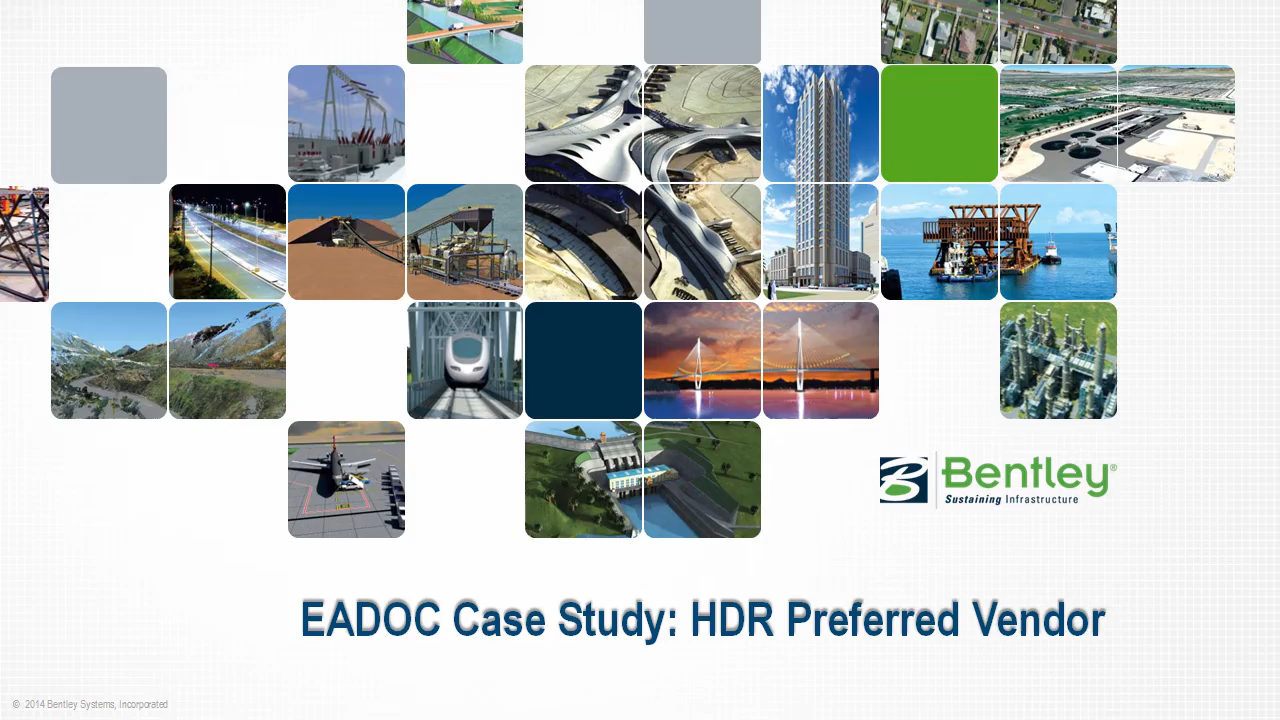 Bentley®
Sustaining Infrastructure
EADOC Case Study: HDR Preferred Vendor
© 2014 Bentley Systems, Incorporated